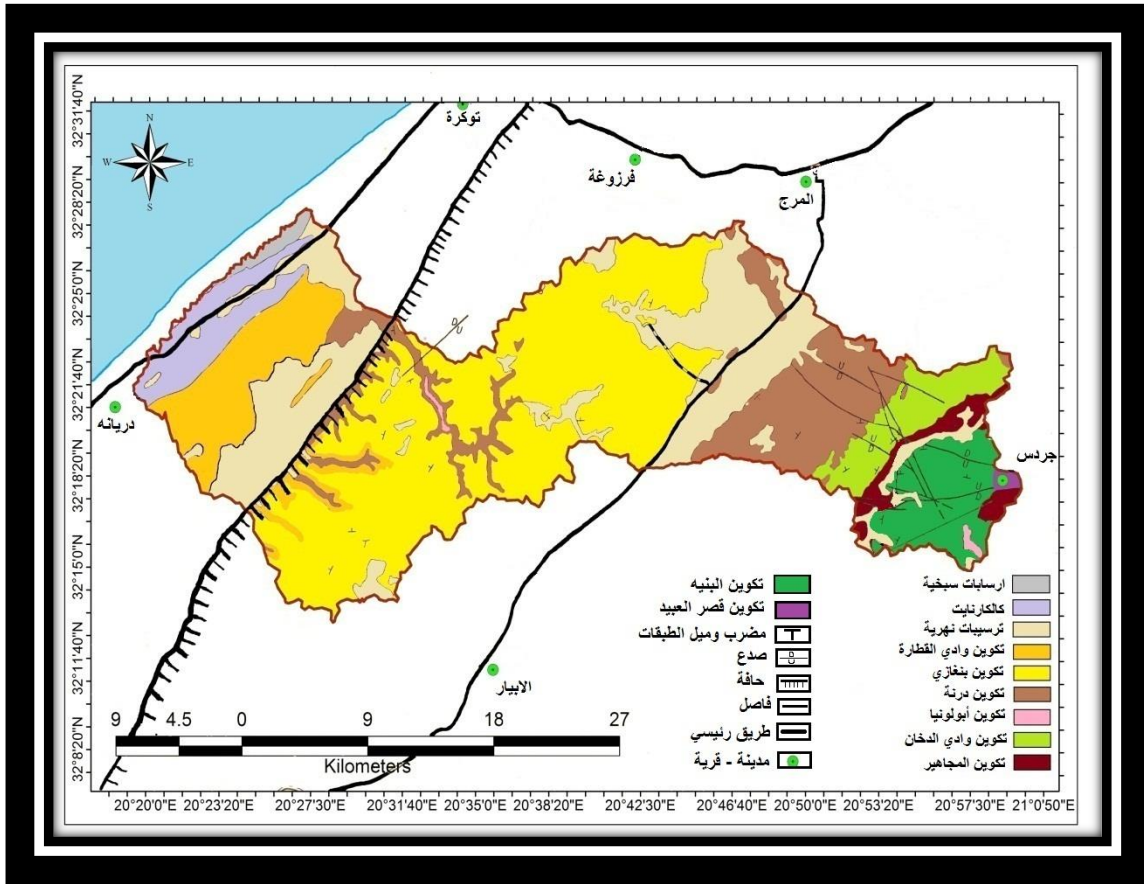 N
W E
S
توكرة
فرزوغة
المرج
دريانه
جردس
الابيار
32°31'40"N
32°28'20"N
32°25'0"N
32°21'40"N
32°18'20"N
32°15'0"N
32°11'40"N
32°8'20"N
تكوين البنيه
تكوين قصر العبيد
مضرب وميل الطبقات
صدع
حافة
فاصل
طريق رئيسي
مدينة - قرية
ارسابات سبخية
كالكارنايت
ترسيبات نهرية
تكوين وادي القطارة
تكوين بنغازي
تكوين درنة
تكوين أبولونيا
تكوين وادي الدخان
تكوين المجاهير
9 4.5 0 9 18 27
Kilometers
20°20'0"E 20°23'20"E 20°27'30"E 20°31'40"E 20°35'0"E 20°38'20"E 20°42'30"E 20°46'40"E 20°50'0"E 20°53'20"E 20°57'30"E 21°0'50"E